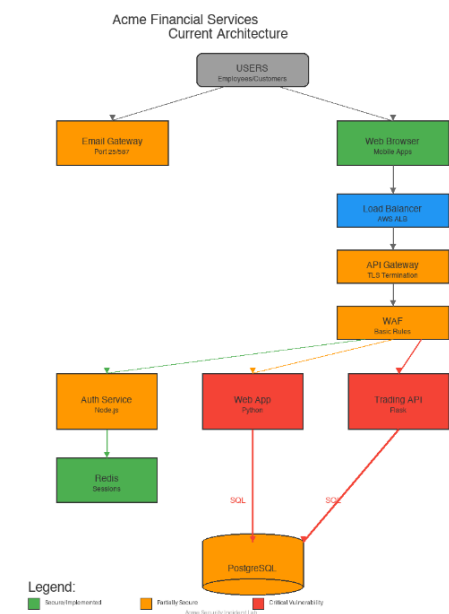 Acme Financial Services
Current Architecture
USERS
Employees/Customers
Email Gateway
Port 25/587
Web Browser
Mobile Apps
Load Balancer
AWS ALB
API Gateway
TLS Termination
WAF
Basic Rules
Auth Service
Node.js
Web App
Python
Trading API
Flask
Redis
Sessions
SQL
SQL
PostgreSQL
Legend:
Secure/Implemented
Partially Secure
Critical Vulnerability
Acme Security